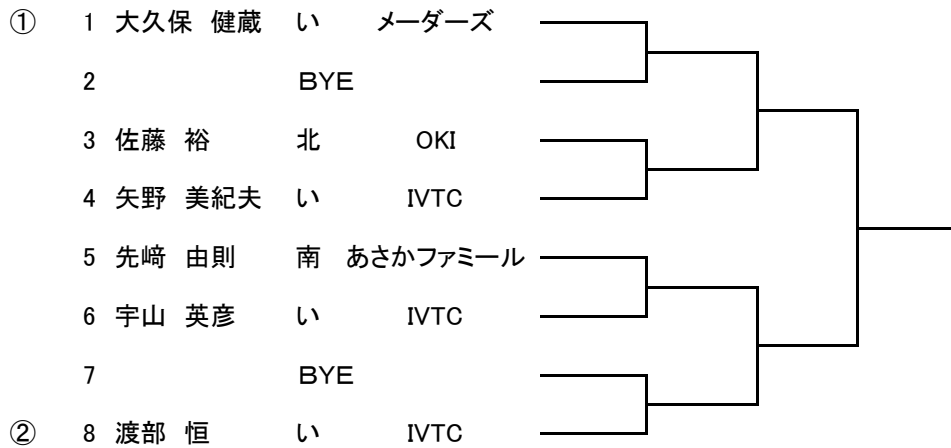 ① 1 大久保 健蔵 い メーダーズ
2 BYE
3 佐藤 裕 北 OKI
4 矢野 美紀夫 い IVTC
5 先﨑 由則 南 あさかファミール
6 宇山 英彦 い IVTC
7 BYE
② 8 渡部 恒 い IVTC